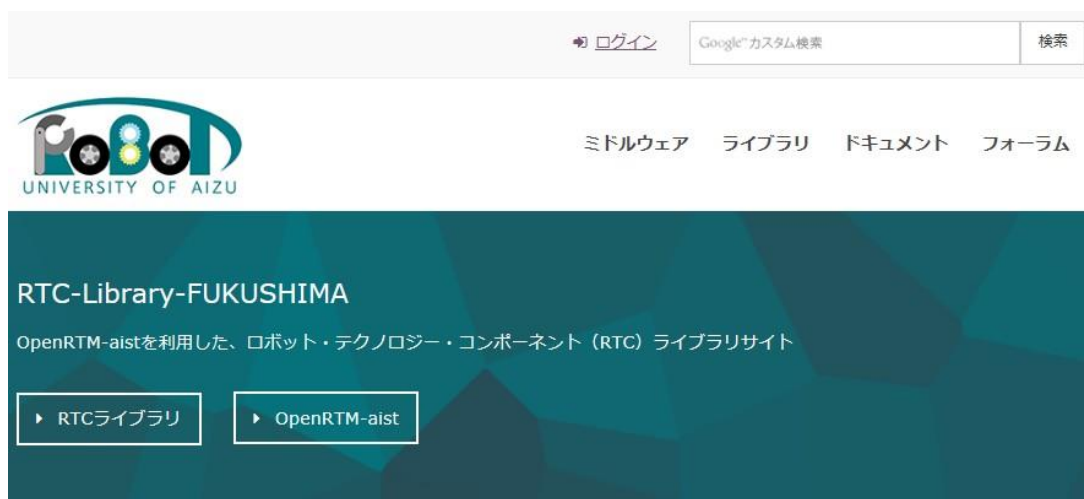 ログイン
Google™カスタム検索
検索
RoBoT
UNIVERSITY OF AIZU
ミドルウェア ライブラリ ドキュメント フォーラム
RTC-Library-FUKUSHIMA
OpenRTM-aistを利用した、ロボット・テクノロジー・コンポーネント（RTC）ライブラリサイト
RTCライブラリ
OpenRTM-aist